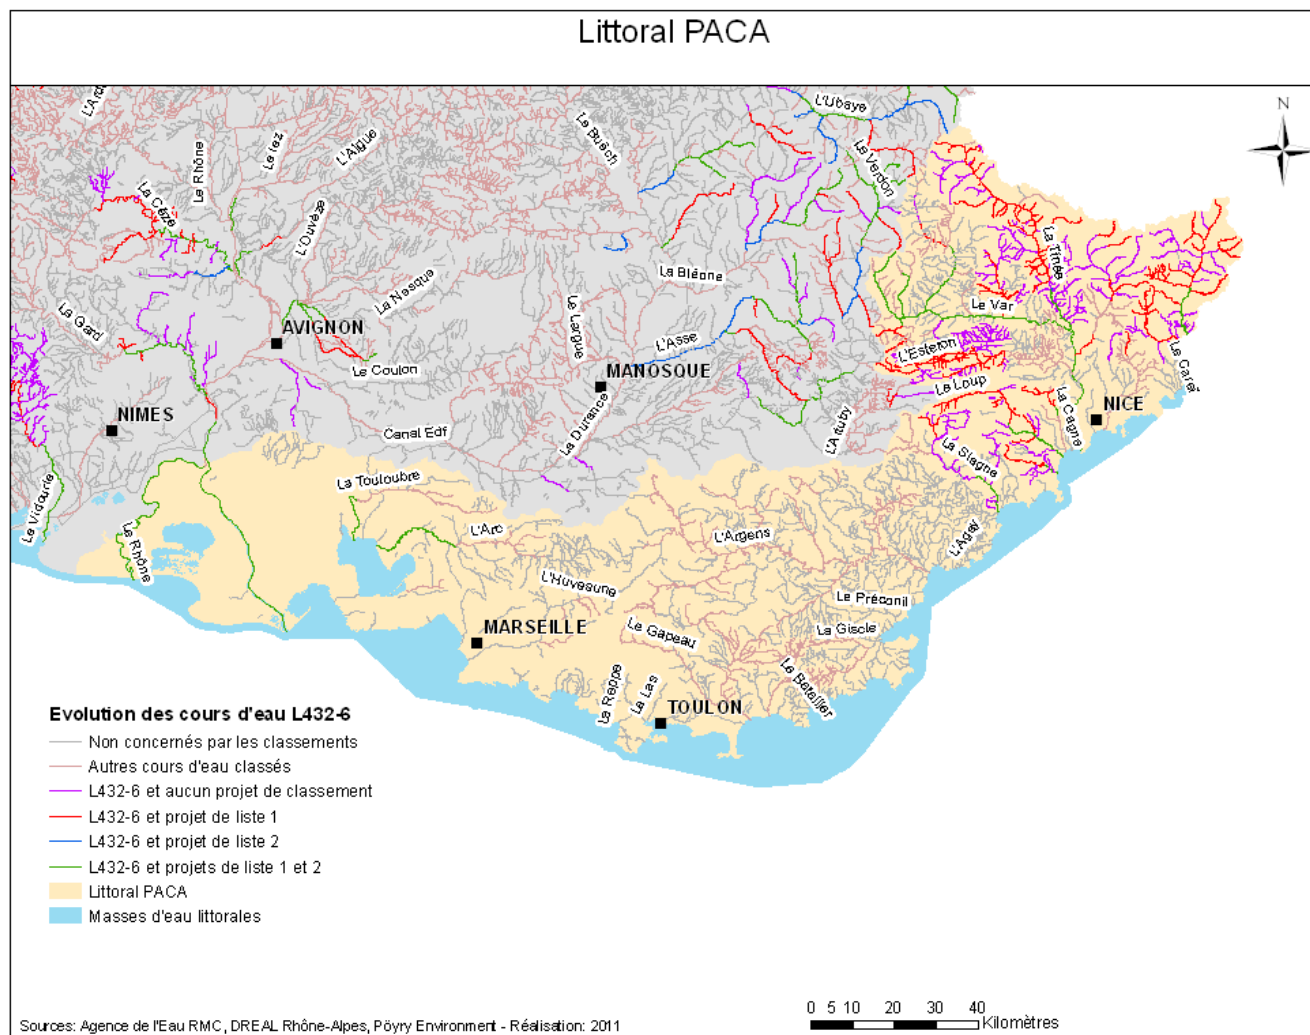 Littoral PACA
N
L'Ubaye
Le Buëch
L'Aigue
Le lez
Le Rhône
La Cèze
L'Ouvèze
Le Verdon
La Tinée
La Bléone
La Nesque
Le Var
Le Gard
AVIGNON
Le Largue
L'Asse
L'Esteron
Le Coulon
MANOSQUE
Le Loup
NICE
NIMES
La Cagne
Canal Edf
La Durance
L'Artuby
La Siagne
La Touloubre
Le Vidourle
L'Arc
L'Argens
L'Agay
Le Rhône
L'Huveaune
Le Préconil
La Giscle
MARSEILLE
Le Gapeau
La Reppe
Le Las
Le Batailler
TOULON
Evolution des cours d'eau L432-6
Non concernés par les classements
Autres cours d'eau classés
L432-6 et aucun projet de classement
L432-6 et projet de liste 1
L432-6 et projet de liste 2
L432-6 et projets de liste 1 et 2
Littoral PACA
Masses d'eau littorales
0 5 10 20 30 40
Kilomètres
Sources: Agence de l'Eau RMC, DREAL Rhône-Alpes, Pöyry Environment - Réalisation: 2011